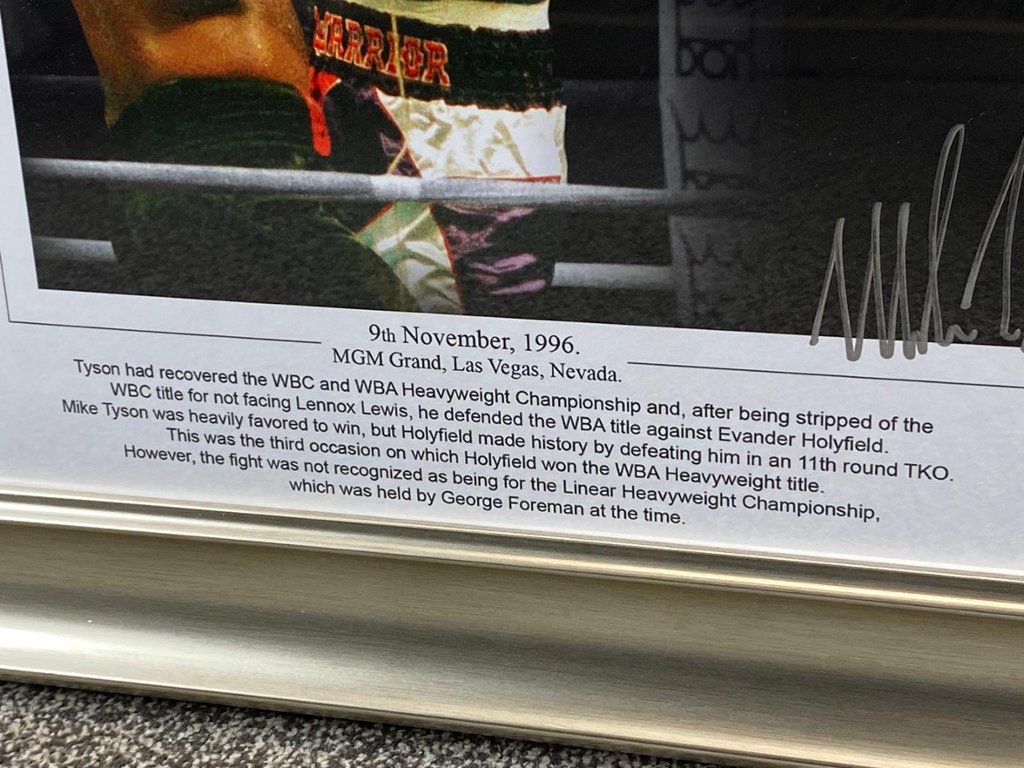 WARRIOR
9th November, 1996.
MGM Grand, Las Vegas, Nevada.
Tyson had recovered the WBC and WBA Heavyweight Championship and, after being stripped of the
WBC title for not facing Lennox Lewis, he defended the WBA title against Evander Holyfield.
Mike Tyson was heavily favored to win, but Holyfield made history by defeating him in an 11th round TKO.
This was the third occasion on which Holyfield won the WBA Heavyweight title.
However, the fight was not recognized as being for the Linear Heavyweight Championship,
which was held by George Foreman at the time.